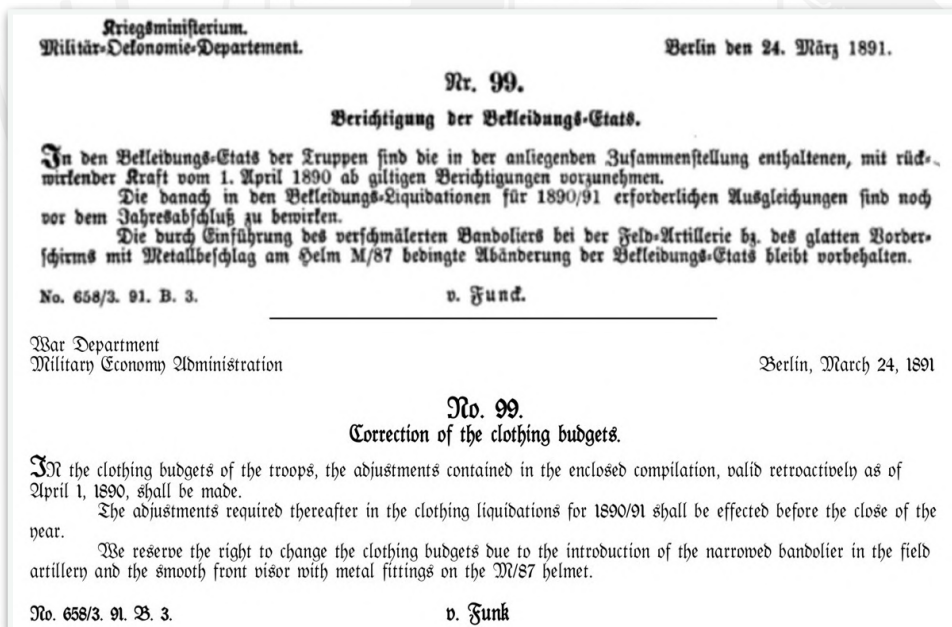 Kriegsministerium.
Militär-Oekonomie-Departement.
Berlin den 24. März 1891.
Nr. 99.
Berichtigung der Bekleidungs-Etats.
In den Bekleidungs-Etats der Truppen sind die in der anliegenden Zusammenstellung enthaltenen, mit rück-
wirkender Kraft vom 1. April 1890 ab giltigen Berichtigungen vorzunehmen.
Die danach in den Bekleidungs-Liquidationen für 1890/91 erforderlichen Ausgleichungen sind noch
vor dem Jahresabschluß zu bewirken.
Die durch Einführung des verschmälerten Bandoliers bei der Feld-Artillerie bz. des glatten Vorder-
schirms mit Metallbeschlag am Helm M/87 bedingte Abänderung der Bekleidungs-Etats bleibt vorbehalten.
No. 658/3. 91. B. 3.
v. Funck.
War Department
Military Economy Administration
Berlin, March 24, 1891
No. 99.
Correction of the clothing budgets.
IN the clothing budgets of the troops, the adjustments contained in the enclosed compilation, valid retroactively as of
April 1, 1890, shall be made.
The adjustments required thereafter in the clothing liquidations for 1890/91 shall be effected before the close of the
year.
We reserve the right to change the clothing budgets due to the introduction of the narrowed bandolier in the field
artillery and the smooth front visor with metal fittings on the M/87 helmet.
No. 658/3. 91. B. 3.
v. Funk